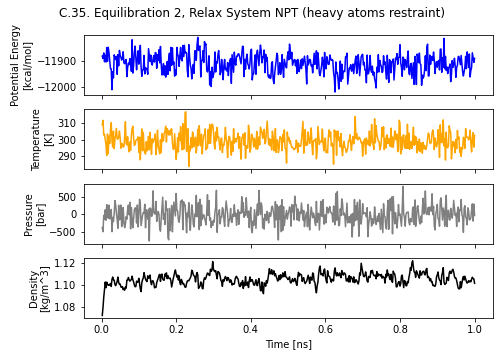 C.35. Equilibration 2, Relax System NPT (heavy atoms restraint)
Potential Energy
[kcal/mol]
−11900
−12000
Temperature
[K]
310
300
290
Pressure
[bar]
500
0
−500
Density
[kg/m^3]
1.12
1.10
1.08
0.0 0.2 0.4 0.6 0.8 1.0
Time [ns]